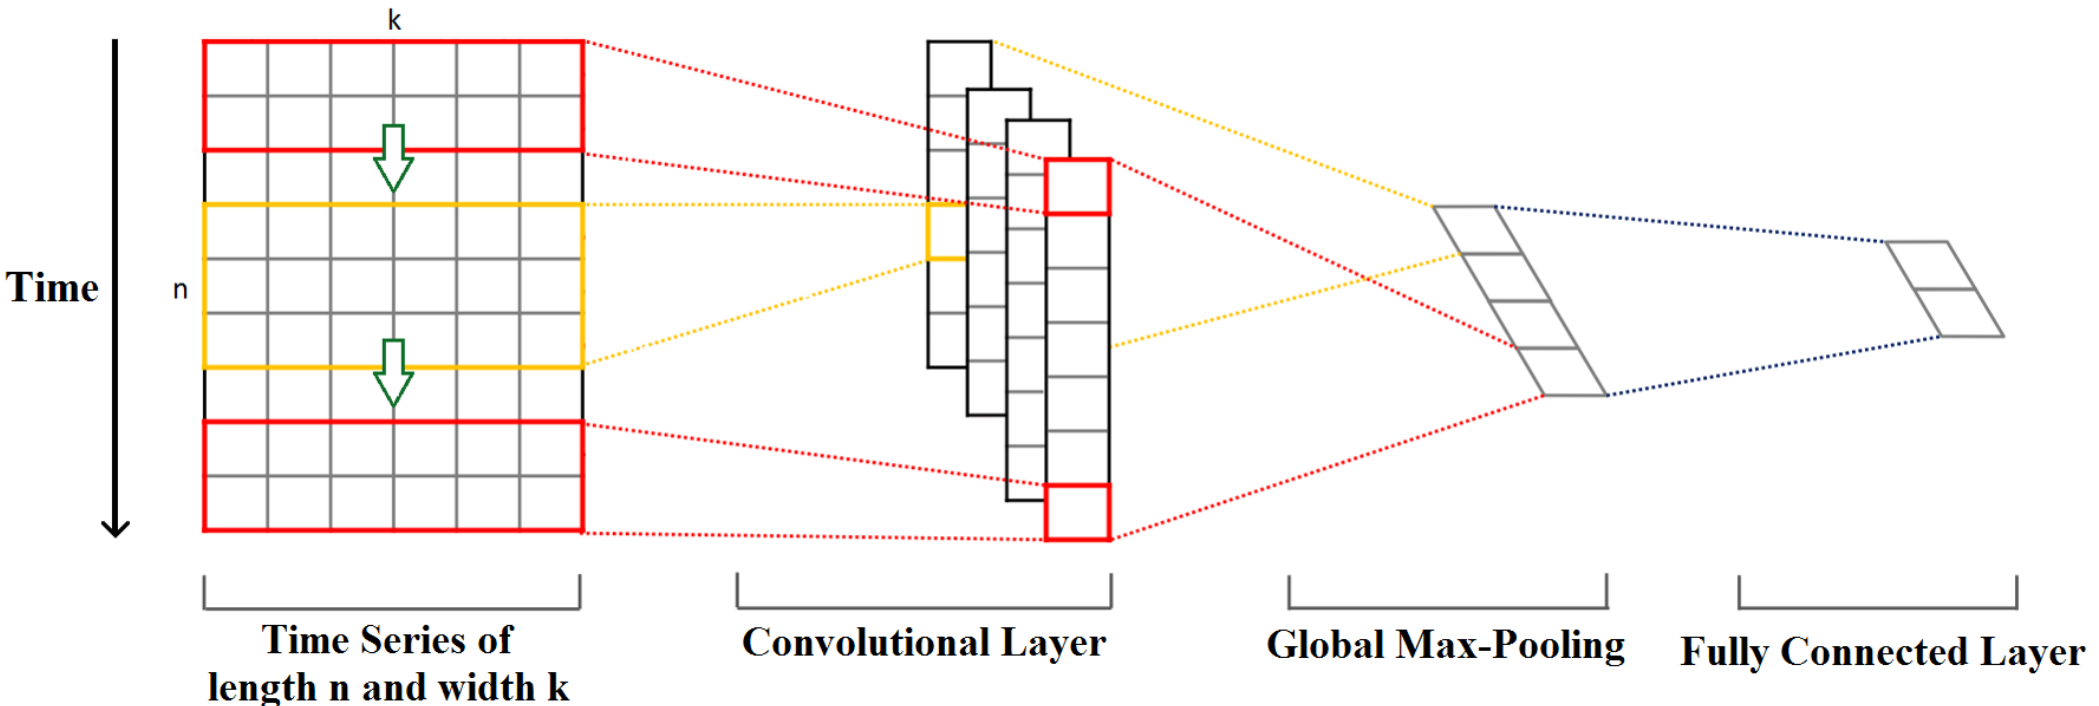 k
Time
n
Time Series of
length n and width k
Convolutional Layer
Global Max-Pooling
Fully Connected Layer